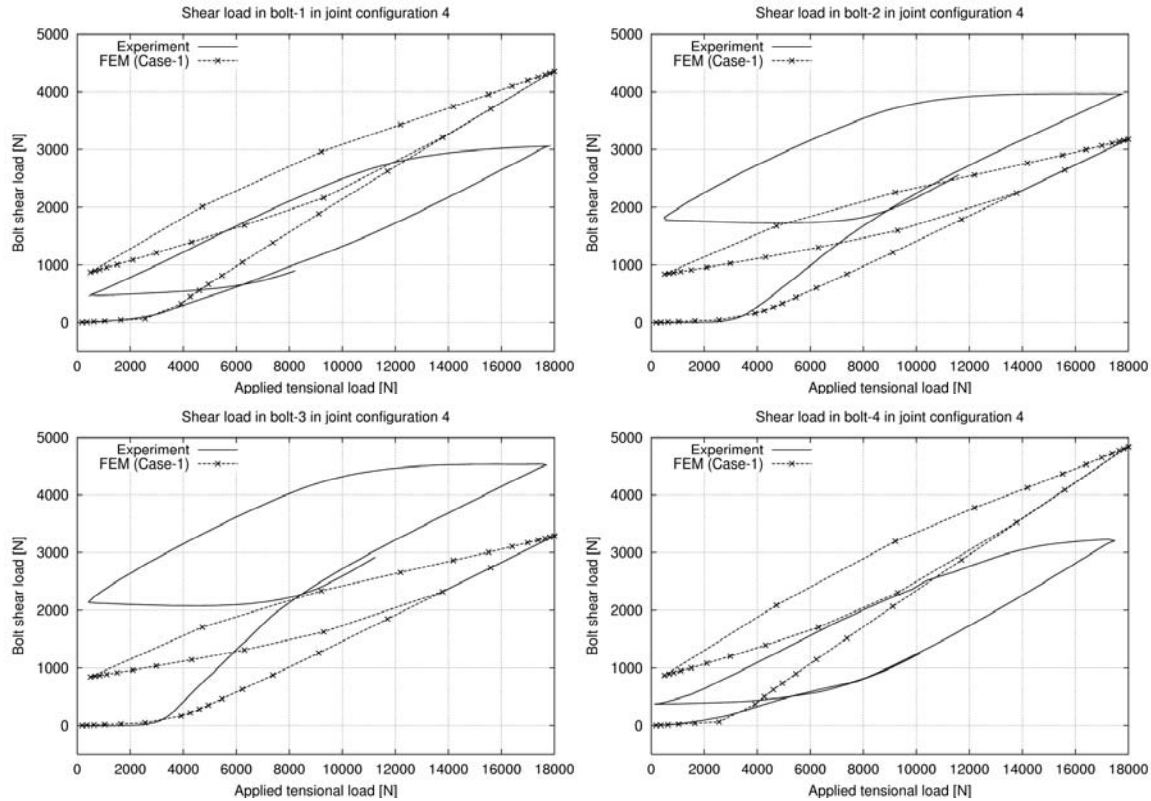 Shear load in bolt-1 in joint configuration 4
5000
4000
3000
2000
1000
0
Experiment
FEM (Case-1)
Bolt shear load [N]
0 2000 4000 6000 8000 10000 12000 14000 16000 18000
Applied tensional load [N]
Shear load in bolt-2 in joint configuration 4
5000
4000
3000
2000
1000
0
Experiment
FEM (Case-1)
Bolt shear load [N]
0 2000 4000 6000 8000 10000 12000 14000 16000 18000
Applied tensional load [N]
Shear load in bolt-3 in joint configuration 4
5000
4000
3000
2000
1000
0
Experiment
FEM (Case-1)
Bolt shear load [N]
0 2000 4000 6000 8000 10000 12000 14000 16000 18000
Applied tensional load [N]
Shear load in bolt-4 in joint configuration 4
5000
4000
3000
2000
1000
0
Experiment
FEM (Case-1)
Bolt shear load [N]
0 2000 4000 6000 8000 10000 12000 14000 16000 18000
Applied tensional load [N]